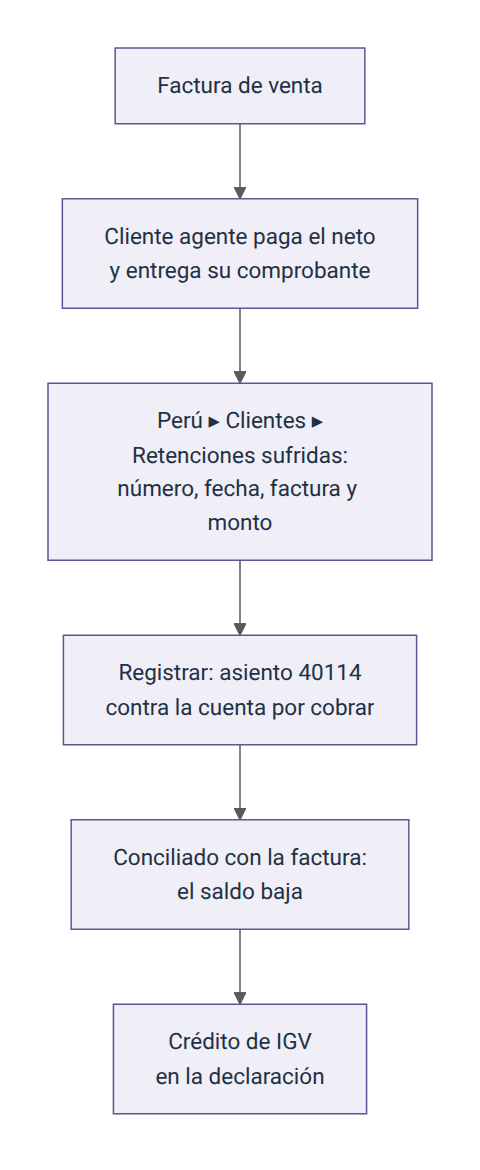 Factura de venta
Cliente agente paga el neto
y entrega su comprobante
Perú ▸ Clientes ▸
Retenciones sufridas:
número, fecha, factura y
monto
Registrar: asiento 40114
contra la cuenta por cobrar
Conciliado con la factura:
el saldo baja
Crédito de IGV
en la declaración